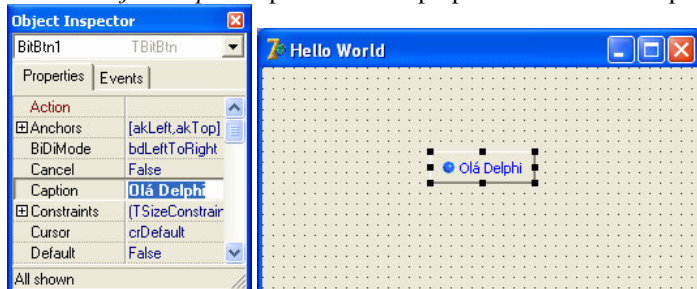 Object Inspector
BitBtn1 TBitBtn
Properties Events
Action
Anchors [akLeft,akTop]
BiDiMode bdLeftToRight
Cancel False
Caption Olá Delphi
Constraints (TSizeConstrain
Cursor crDefault
Default False
All shown
Hello World
Olá Delphi